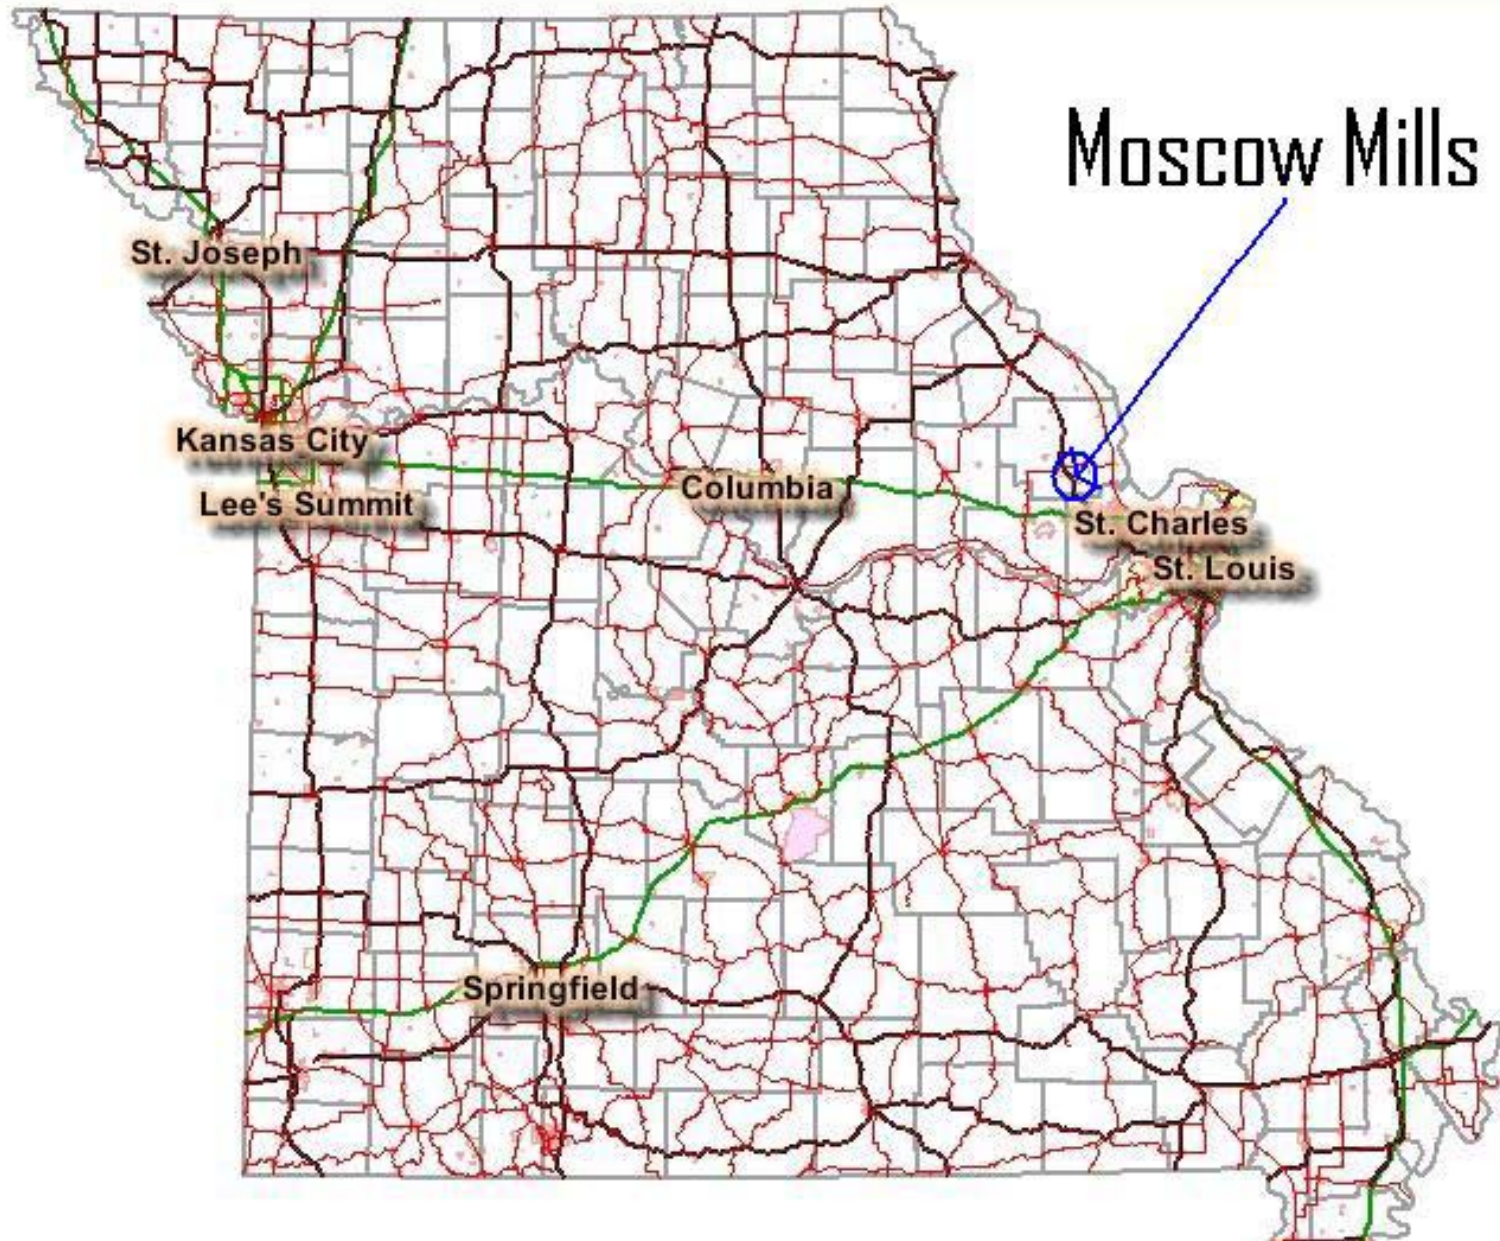 Moscow Mills
St. Joseph
Kansas City
Lee's Summit
Columbia
St. Charles
St. Louis
Springfield